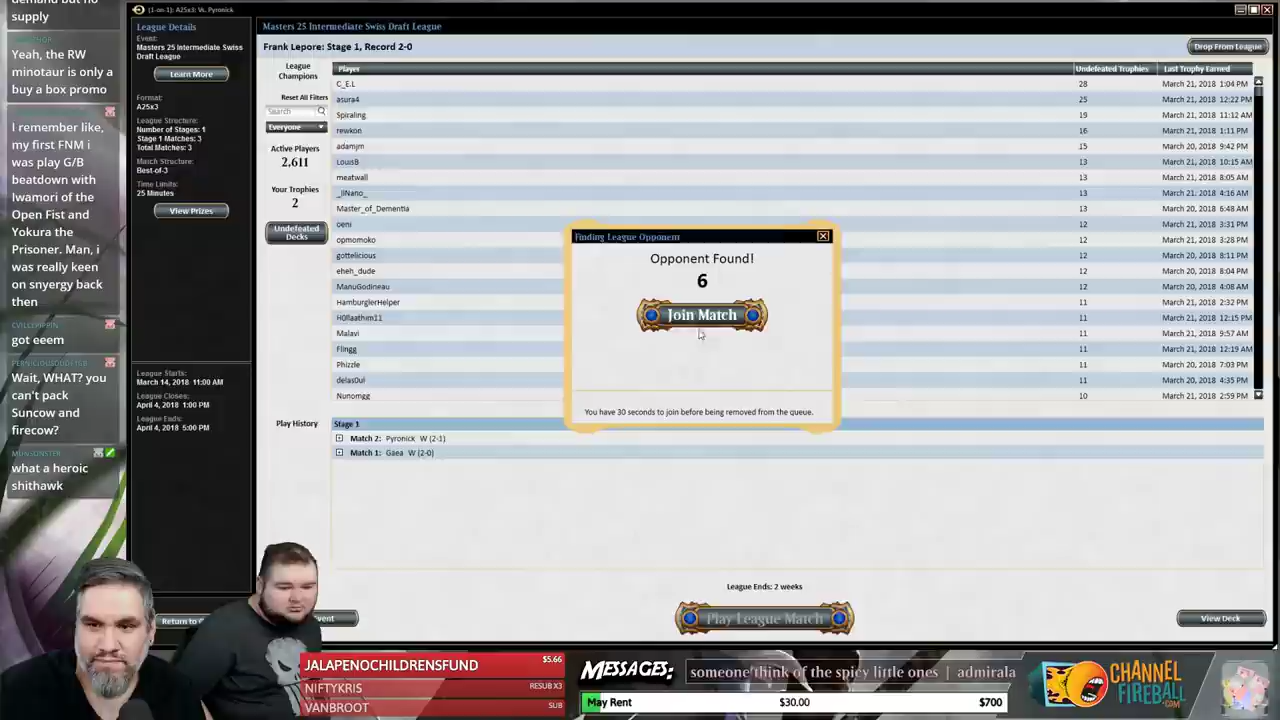 demand but no
supply
Yeah, the RW
minotaur is only a
buy a box promo
I remember like,
my first FNM i
was play G/B
beatdown with
Iwamori of the
Open Fist and
Yokura the
Prisoner. Man, i
was really keen
on snyergy back
then
got eeem
Wait, WHAT? you
can't pack
Suncow and
firecow?
MUNSONSTER
what a heroic
shithawk
(1-on-1): A25x3: Vs. Pyronick
League Details
Event:
Masters 25 Intermediate Swiss
Draft League
Learn More
Format:
A25x3
League Structure:
Number of Stages: 1
Stage 1 Matches: 3
Total Matches: 3
Match Structure:
Best-of-3
Time Limits:
25 Minutes
View Prizes
League Starts:
March 14, 2018 11:00 AM
League Closes:
April 4, 2018 1:00 PM
League Ends:
April 4, 2018 5:00 PM
Masters 25 Intermediate Swiss Draft League
Frank Lepore: Stage 1, Record 2-0
Drop From League
League
Champions
Reset All Filters
Search
Everyone
Active Players
2,611
Your Trophies
2
Undefeated
Decks
Player Undefeated Trophies Last Trophy Earned
C_E.L 28 March 21, 2018 1:04 PM
asura4 25 March 21, 2018 12:22 PM
Spiraling 19 March 21, 2018 11:12 AM
rewkon 16 March 21, 2018 1:11 PM
adamjm 15 March 20, 2018 9:42 PM
LouisB 13 March 21, 2018 10:15 AM
meatwall 13 March 21, 2018 8:05 AM
_IlNano_ 13 March 21, 2018 4:16 AM
Master_of_Dementia 13 March 20, 2018 6:48 AM
oeni 12 March 21, 2018 3:31 PM
opmomoko 12 March 21, 2018 3:28 PM
gottelicious 12 March 20, 2018 8:11 PM
eheh_dude 12 March 20, 2018 8:04 PM
ManuGodineau 12 March 20, 2018 4:08 AM
HamburglerHelper 11 March 21, 2018 2:32 PM
H0llaathim11 11 March 21, 2018 12:15 PM
Malavi 11 March 21, 2018 9:57 AM
Flingg 11 March 21, 2018 12:19 AM
Phizzle 11 March 20, 2018 7:03 PM
delas0ul 11 March 20, 2018 4:35 PM
Nunomgg 10 March 21, 2018 2:59 PM
Finding League Opponent
Opponent Found!
6
Join Match
You have 30 seconds to join before being removed from the queue.
Play History
Stage 1
Match 2: Pyronick W (2-1)
Match 1: Gaea W (2-0)
League Ends: 2 weeks
Return to
Play League Match
View Deck
JALAPENOCHILDRENSFUND $5.66
NIFTYKRIS RESUB X3
VANBROOT SUB
MESSAGES:
someone think of the spicy little ones | admirala
May Rent $30.00 $700
CHANNEL
FIREBALL
.COM